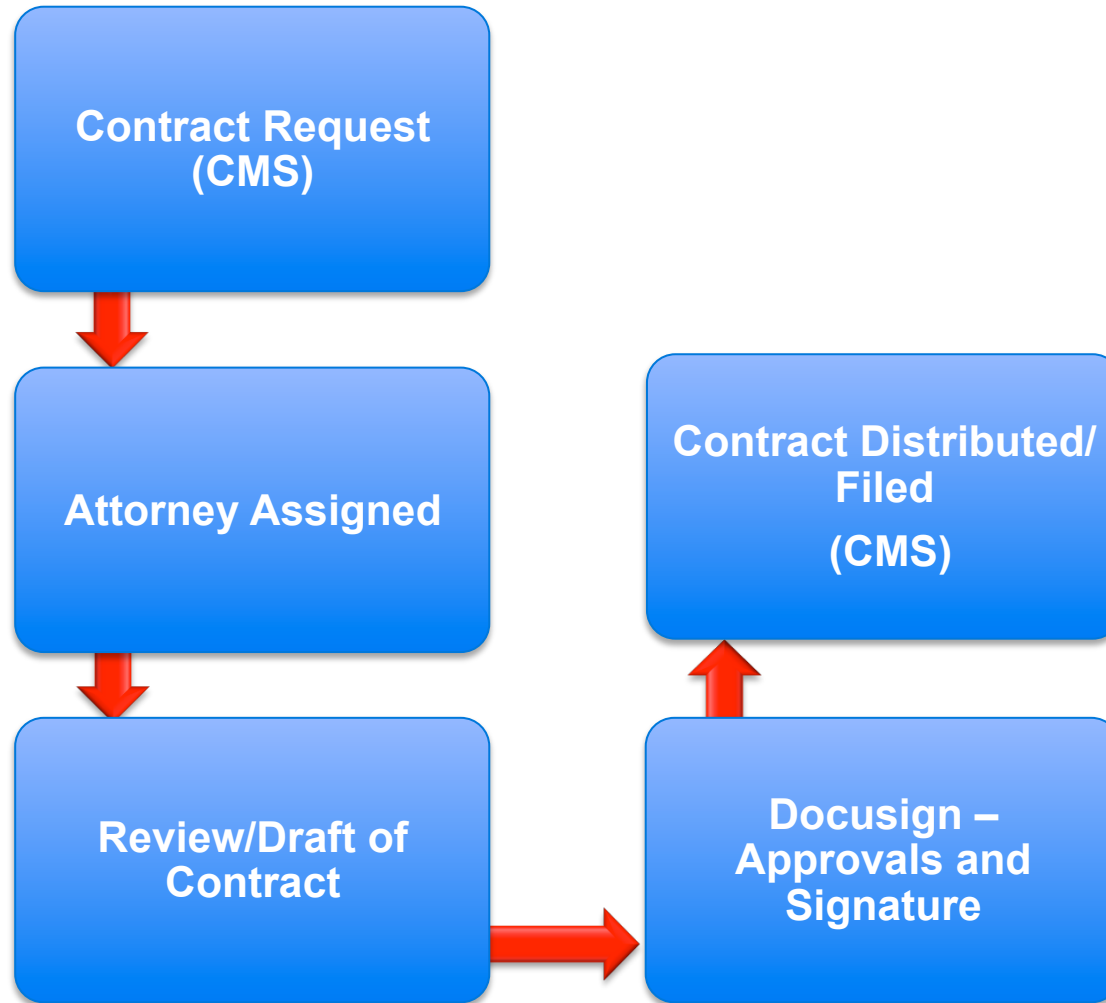 Contract Request
(CMS)
Attorney Assigned
Review/Draft of
Contract
Docusign –
Approvals and
Signature
Contract Distributed/
Filed
(CMS)